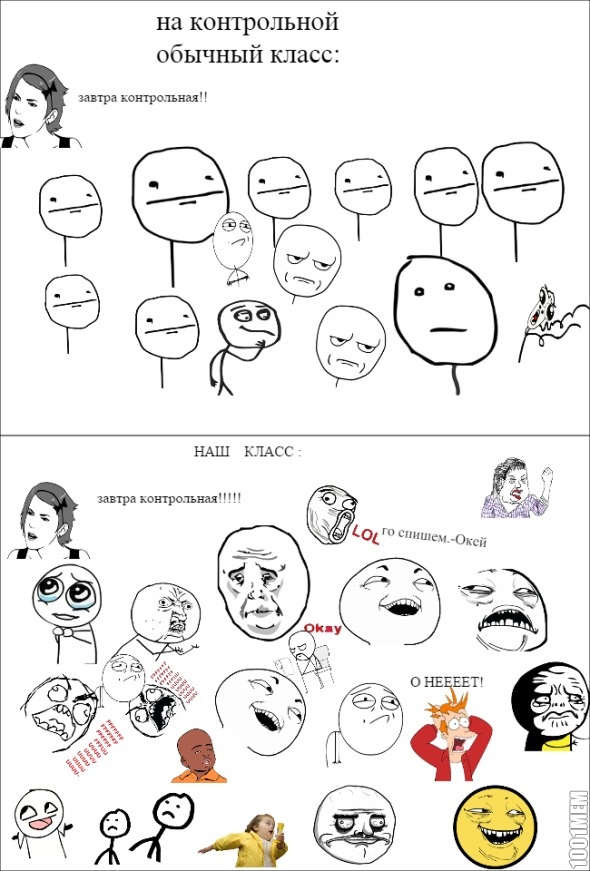 на контрольной
обычный класс:
завтра контрольная!!
НАШ КЛАСС :
завтра контрольная!!!!!
LOL
го спишем.-Окей
Okay
О НЕЕЕЕТ!
1001MEM